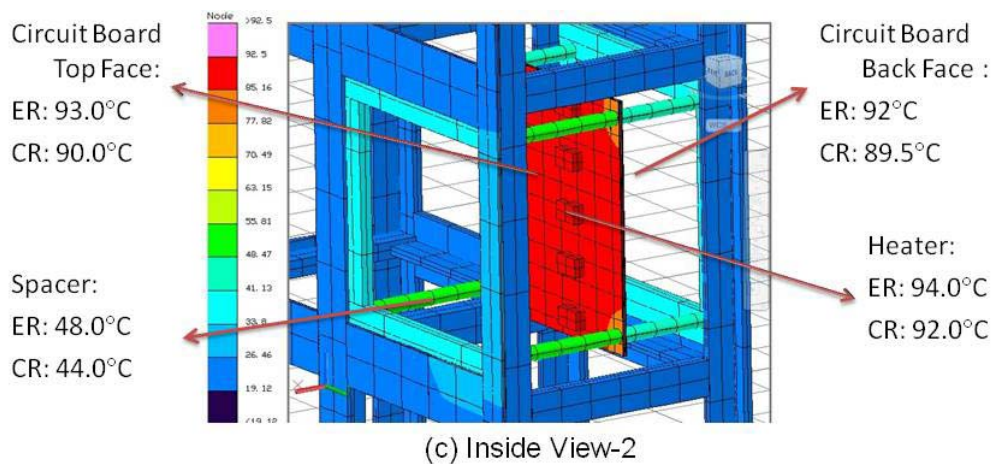 Node
>92.5
92.5
85.16
77.82
70.49
63.15
55.81
48.47
41.13
33.8
26.46
19.12
<19.12
Circuit Board
Top Face:
ER: 93.0°C
CR: 90.0°C
Spacer:
ER: 48.0°C
CR: 44.0°C
BACK
Circuit Board
Back Face :
ER: 92°C
CR: 89.5°C
Heater:
ER: 94.0°C
CR: 92.0°C
(c) Inside View-2